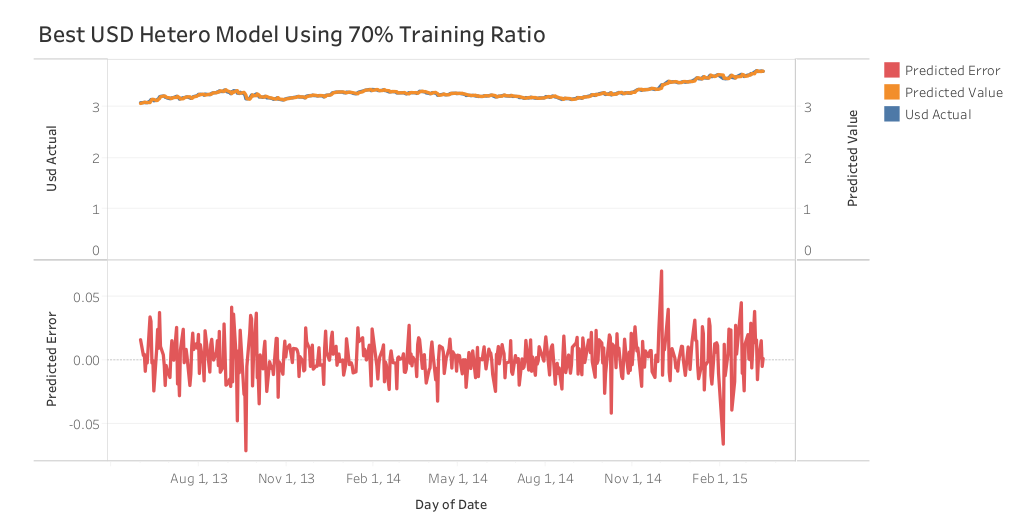 Best USD Hetero Model Using 70% Training Ratio
Usd Actual
3
2
1
0
3
2
1
0
Predicted Value
Predicted Error
Predicted Value
Usd Actual
Predicted Error
0.05
0.00
-0.05
Aug 1, 13
Nov 1, 13
Feb 1, 14
May 1, 14
Aug 1, 14
Nov 1, 14
Feb 1, 15
Day of Date